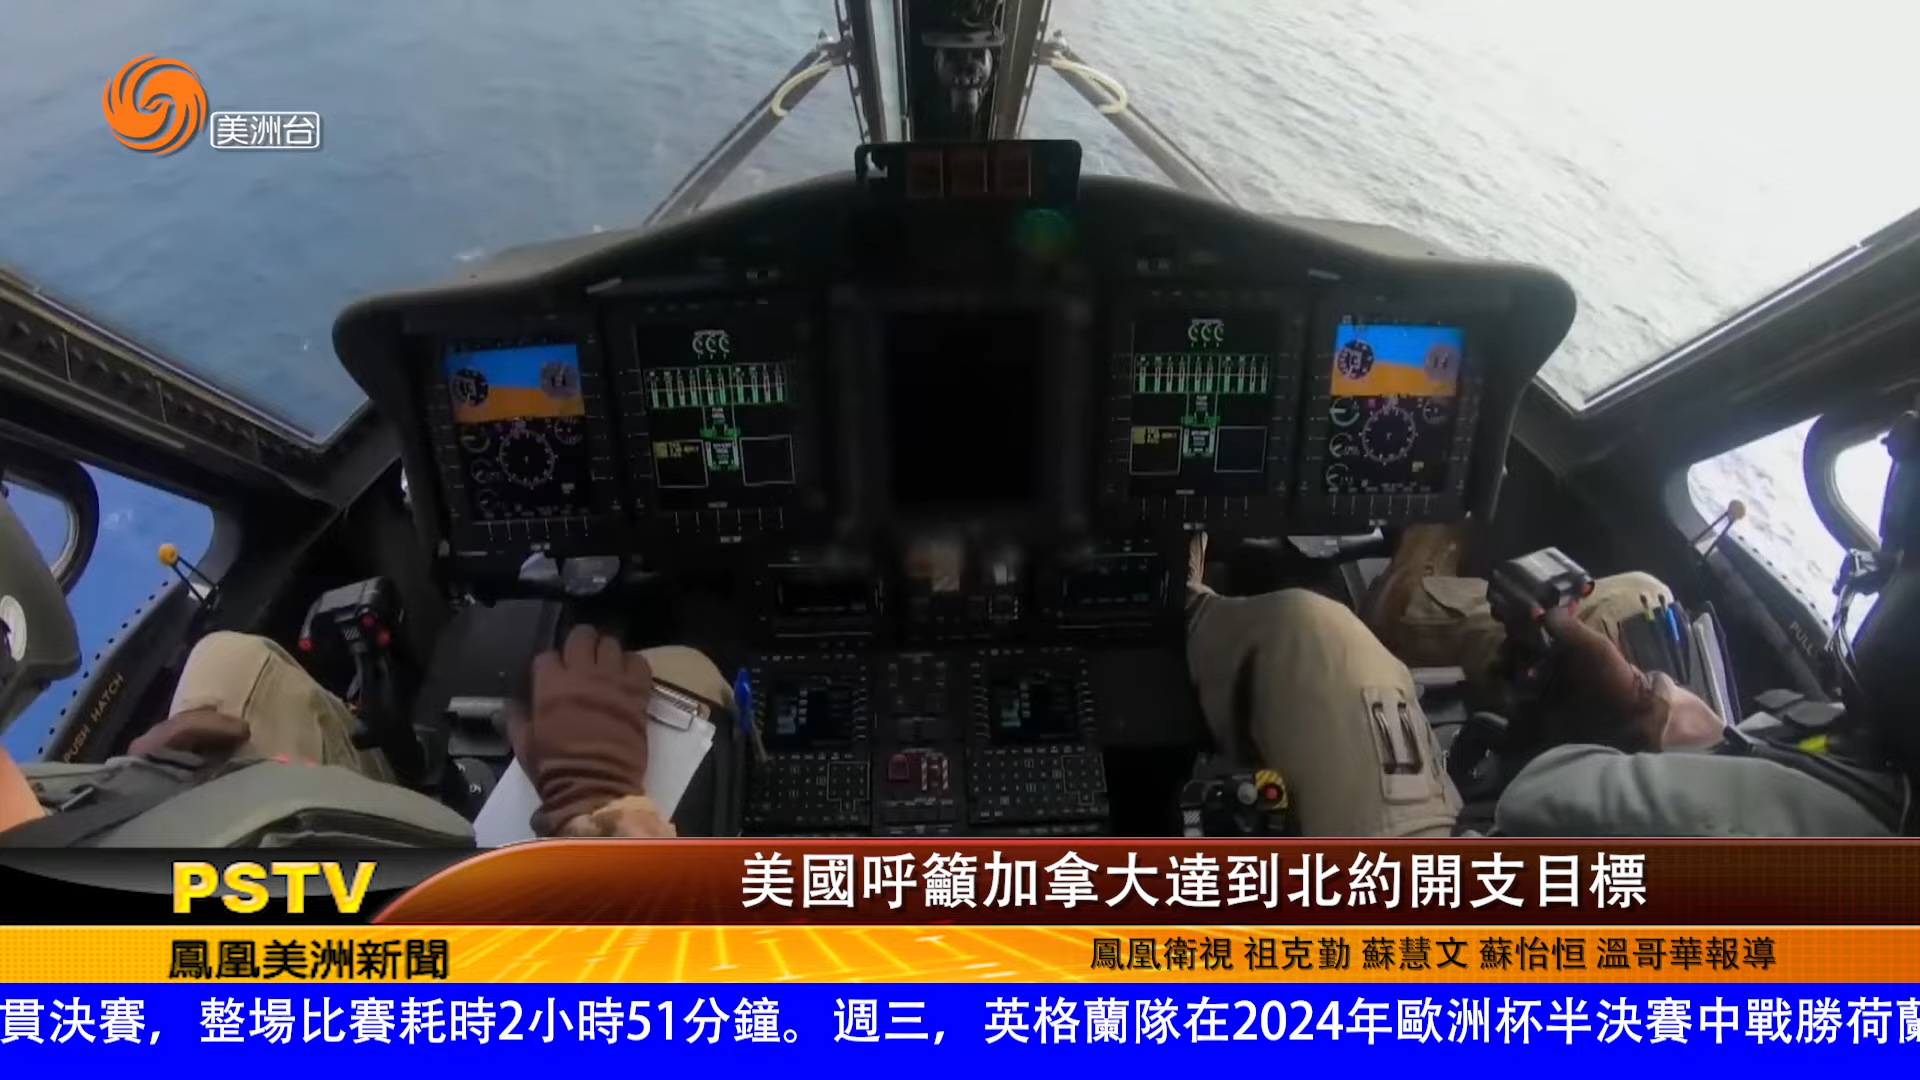 美洲台
PUSH HATCH
PULL
PSTV
美國呼籲加拿大達到北約開支目標
鳳凰美洲新聞
鳳凰衛視 祖克勤 蘇慧文 蘇怡恒 溫哥華報導
貫決賽，整場比賽耗時2小時51分鐘。週三，英格蘭隊在2024年歐洲杯半決賽中戰勝荷蘭